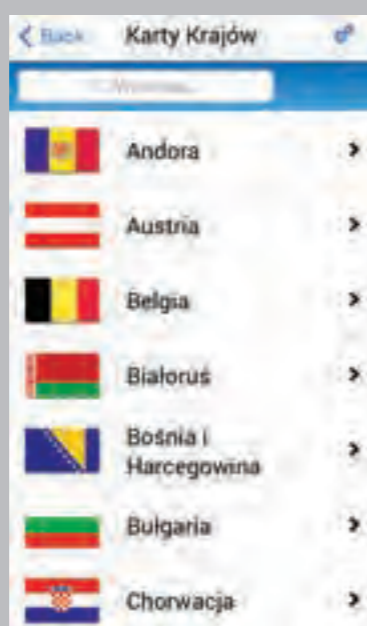 Back
Karty Krajów
Andora
Austria
Belgia
Białoruś
Bośnia i
Harcegowina
Bułgaria
Chorwacja